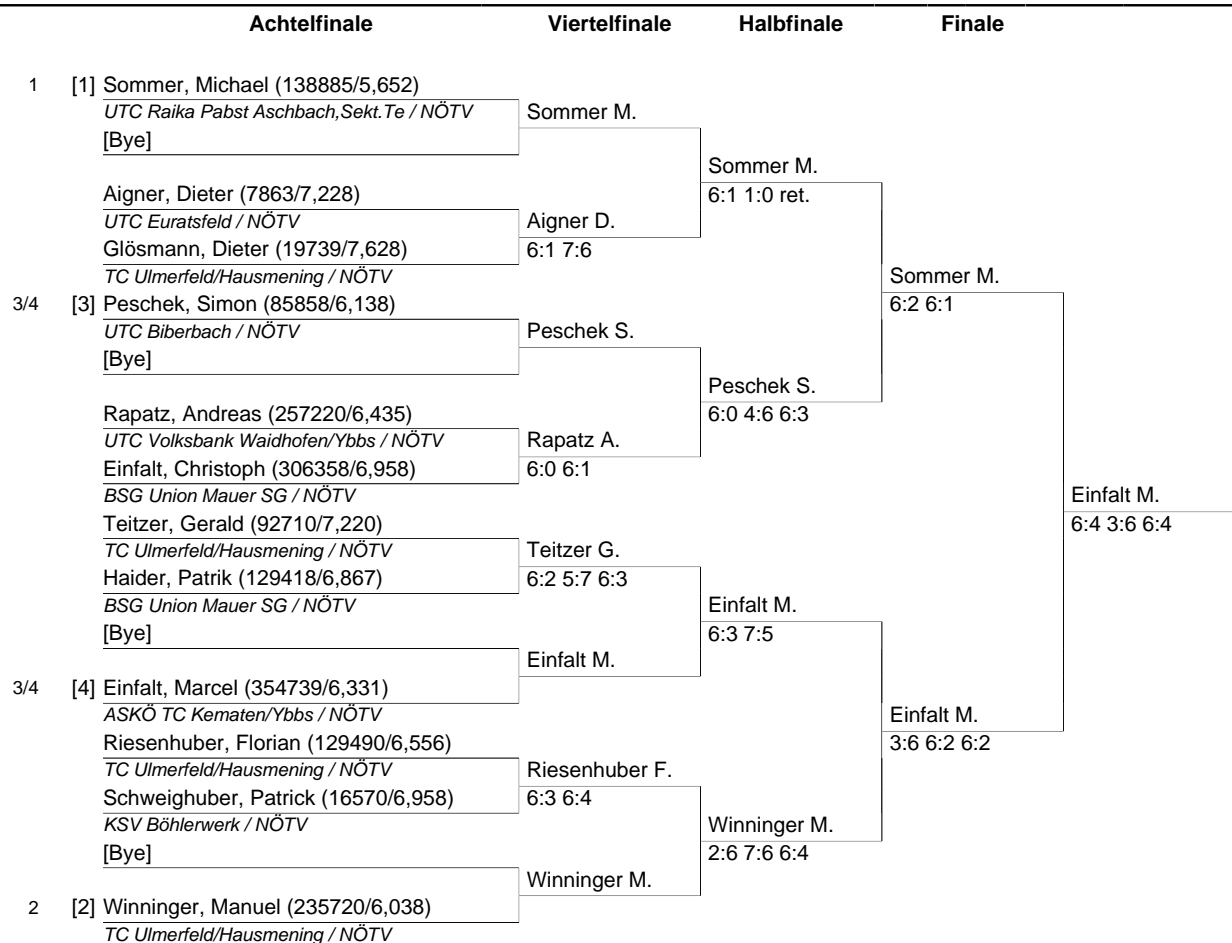 Achtelfinale Viertelfinale Halbfinale Finale
1 [1] Sommer, Michael (138885/5,652)
UTC Raika Pabst Aschbach,Sekt.Te / NÖTV Sommer M.
[Bye]
Sommer M.
Aigner, Dieter (7863/7,228) 6:1 1:0 ret.
UTC Euratsfeld / NÖTV Aigner D.
Glösmann, Dieter (19739/7,628) 6:1 7:6
TC Ulmerfeld/Hausmening / NÖTV Sommer M.
3/4 [3] Peschek, Simon (85858/6,138) 6:2 6:1
UTC Biberbach / NÖTV Peschek S.
[Bye]
Peschek S.
Rapatz, Andreas (257220/6,435) 6:0 4:6 6:3
UTC Volksbank Waidhofen/Ybbs / NÖTV Rapatz A.
Einfalt, Christoph (306358/6,958) 6:0 6:1
BSG Union Mauer SG / NÖTV Einfalt M.
Teitzer, Gerald (92710/7,220) 6:4 3:6 6:4
TC Ulmerfeld/Hausmening / NÖTV Teitzer G.
Haider, Patrik (129418/6,867) 6:2 5:7 6:3
BSG Union Mauer SG / NÖTV Einfalt M.
[Bye] 6:3 7:5
Einfalt M.
3/4 [4] Einfalt, Marcel (354739/6,331)
ASKÖ TC Kematen/Ybbs / NÖTV Einfalt M.
Riesenhuber, Florian (129490/6,556) 3:6 6:2 6:2
TC Ulmerfeld/Hausmening / NÖTV Riesenhuber F.
Schweighuber, Patrick (16570/6,958) 6:3 6:4
KSV Böhlerwerk / NÖTV Winninger M.
[Bye] 2:6 7:6 6:4
Winninger M.
2 [2] Winninger, Manuel (235720/6,038)
TC Ulmerfeld/Hausmening / NÖTV